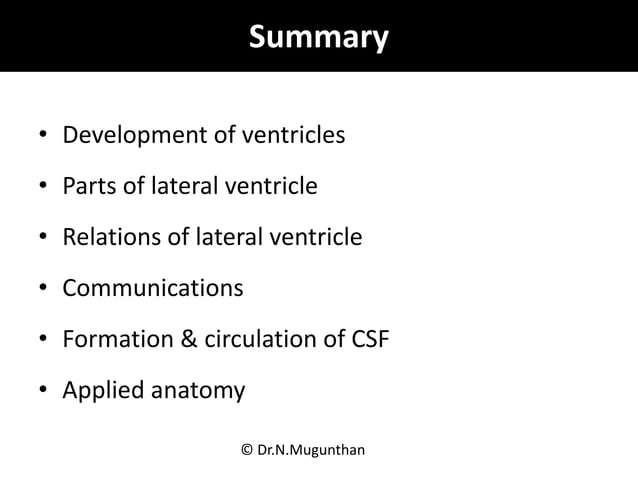 Summary
• Development of ventricles
• Parts of lateral ventricle
• Relations of lateral ventricle
• Communications
• Formation & circulation of CSF
• Applied anatomy
© Dr.N.Mugunthan